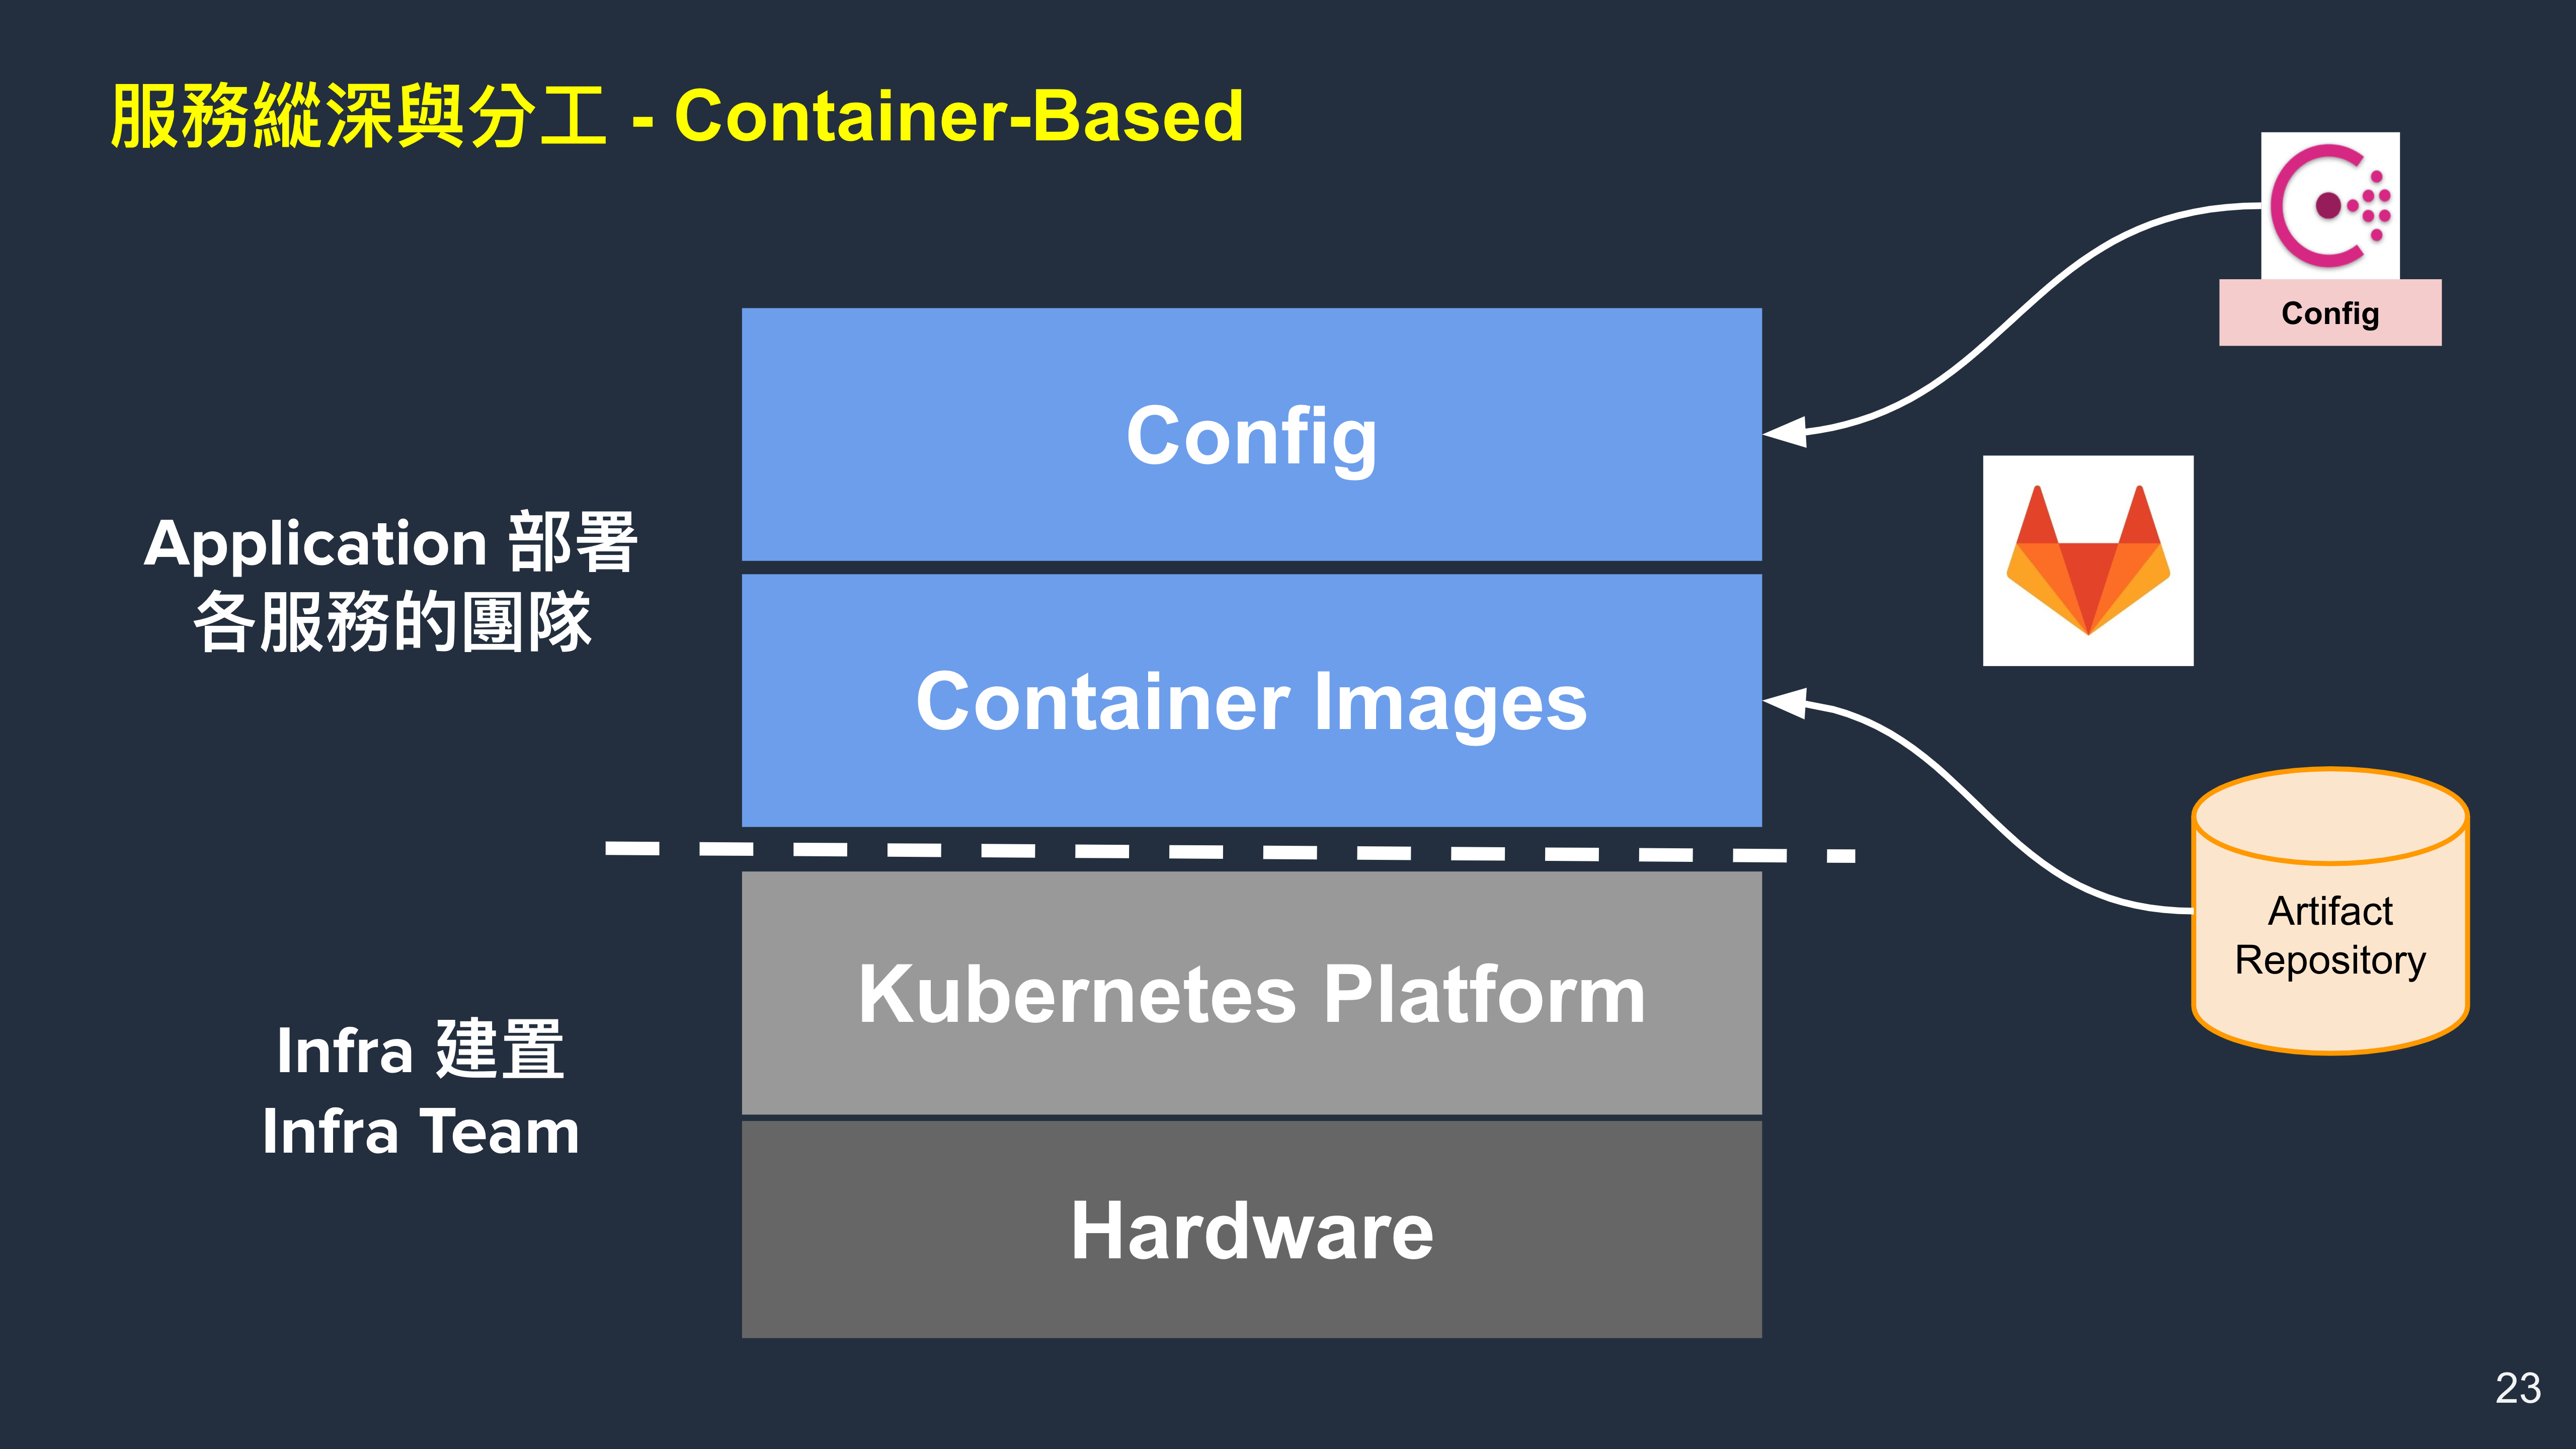 服務縱深與分工 - Container-Based
Config
Config
Application 部署
各服務的團隊
Container Images
Artifact
Repository
Kubernetes Platform
Infra 建置
Infra Team
Hardware
23